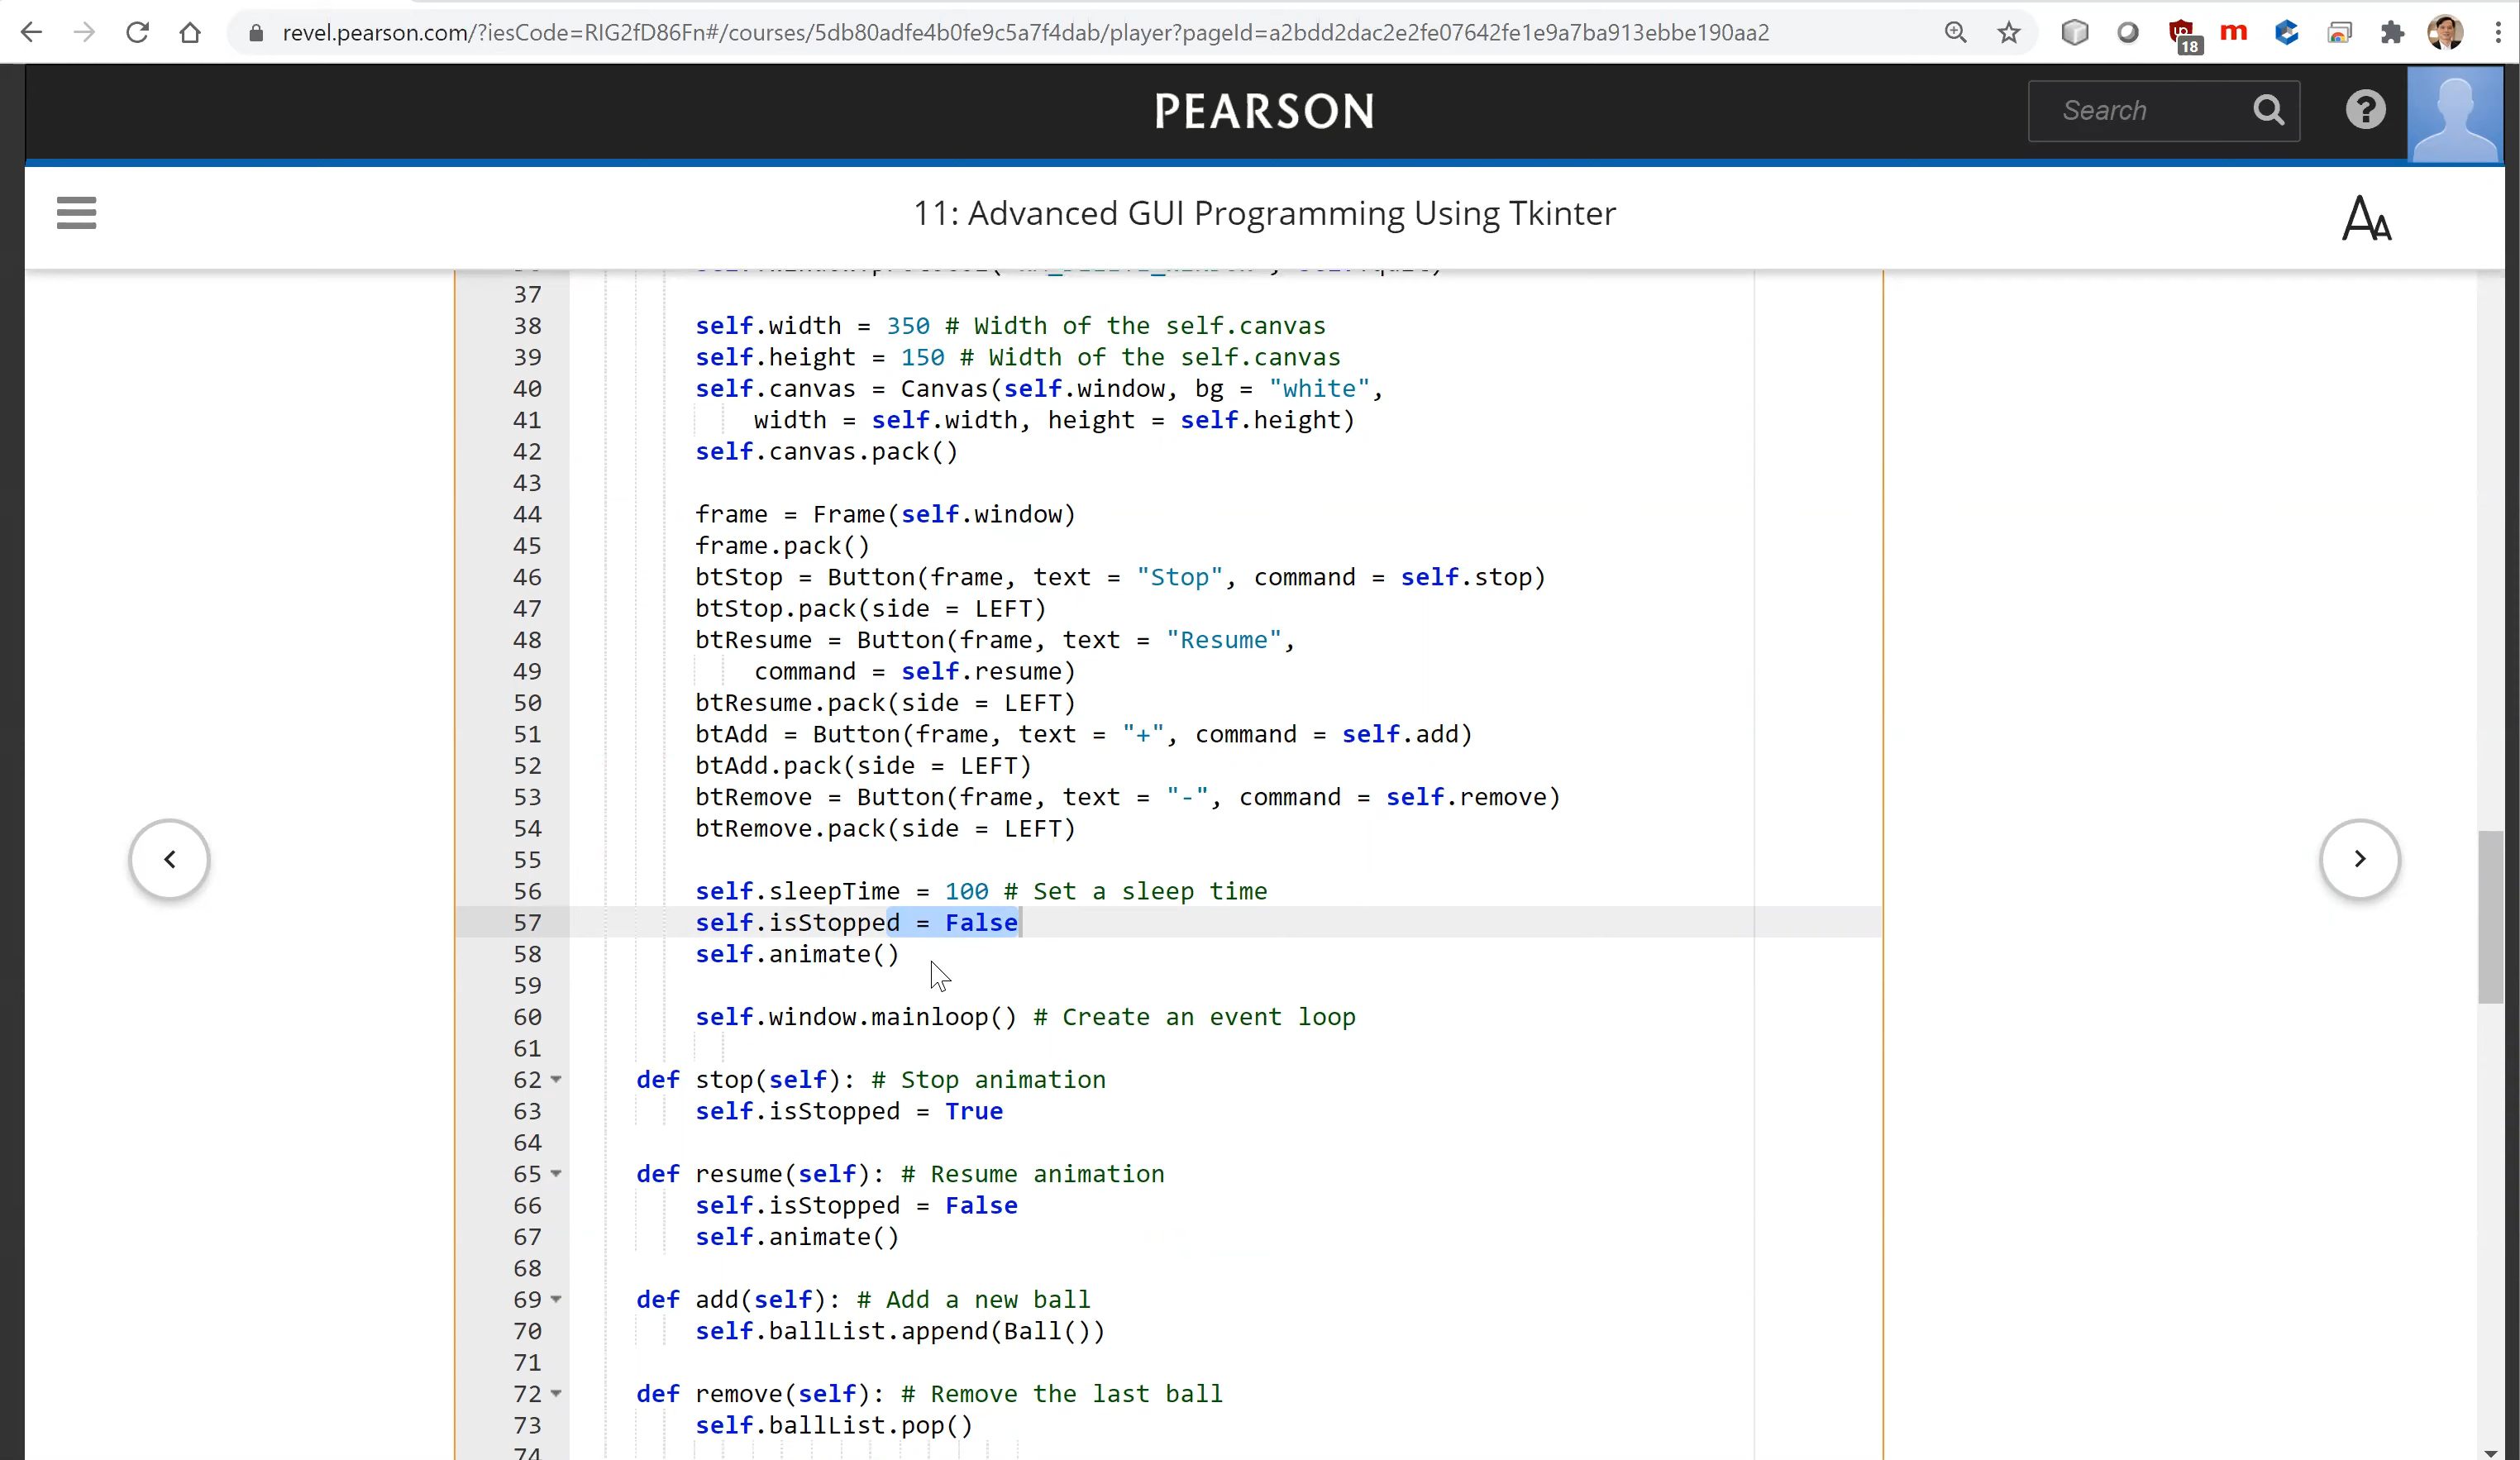 revel.pearson.com/?iesCode=RIG2fD86Fn#/courses/5db80adfe4b0fe9c5a7f4dab/player?pageId=a2bdd2dac2e2fe07642fe1e9a7ba913ebbe190aa2
18
m
PEARSON
Search
11: Advanced GUI Programming Using Tkinter
37
38 self.width = 350 # Width of the self.canvas
39 self.height = 150 # Width of the self.canvas
40 self.canvas = Canvas(self.window, bg = "white",
41 width = self.width, height = self.height)
42 self.canvas.pack()
43
44 frame = Frame(self.window)
45 frame.pack()
46 btStop = Button(frame, text = "Stop", command = self.stop)
47 btStop.pack(side = LEFT)
48 btResume = Button(frame, text = "Resume",
49 command = self.resume)
50 btResume.pack(side = LEFT)
51 btAdd = Button(frame, text = "+", command = self.add)
52 btAdd.pack(side = LEFT)
53 btRemove = Button(frame, text = "-", command = self.remove)
54 btRemove.pack(side = LEFT)
55
56 self.sleepTime = 100 # Set a sleep time
57 self.isStopped = False
58 self.animate()
59
60 self.window.mainloop() # Create an event loop
61
62 def stop(self): # Stop animation
63 self.isStopped = True
64
65 def resume(self): # Resume animation
66 self.isStopped = False
67 self.animate()
68
69 def add(self): # Add a new ball
70 self.ballList.append(Ball())
71
72 def remove(self): # Remove the last ball
73 self.ballList.pop()
74